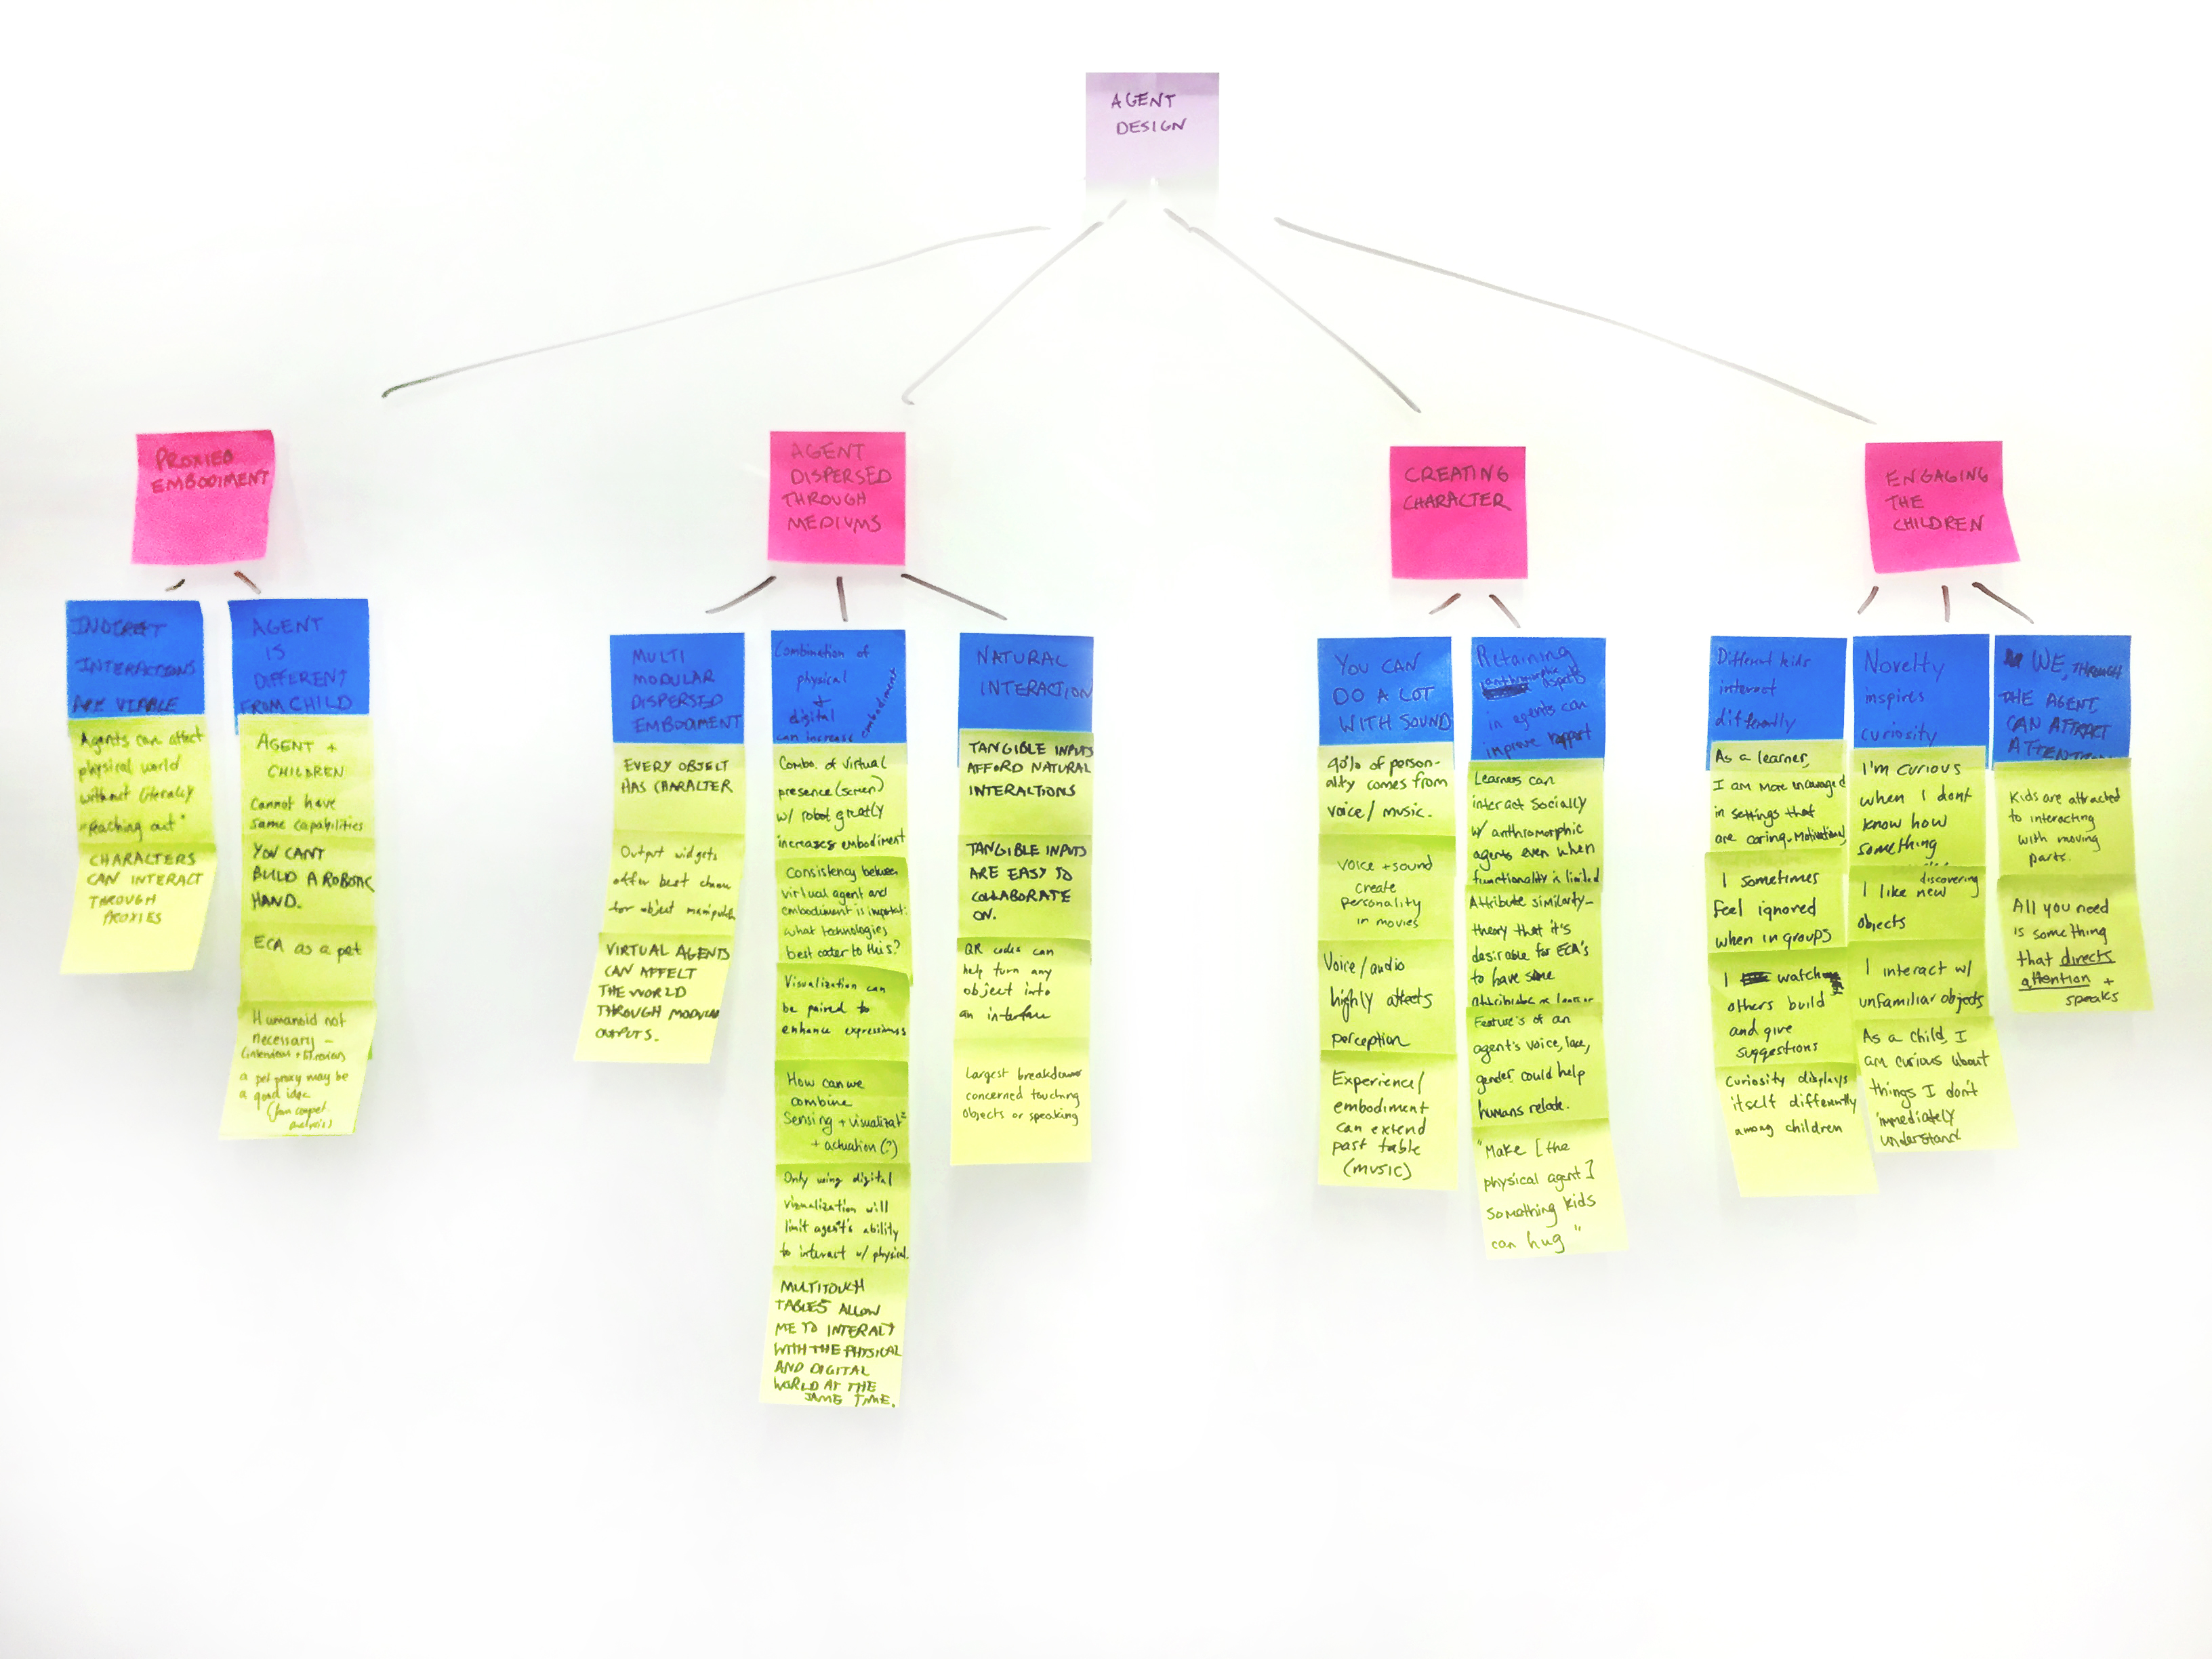 AGENT
DESIGN
PROXIED
EMBODIMENT
INDIRECT
INTERACTIONS
ARE VIABLE
Agents can affect
physical world
without literally
"reaching out"
CHARACTERS
CAN INTERACT
THROUGH
PROXIES
AGENT
IS
DIFFERENT
FROM CHILD
AGENT +
CHILDREN
Cannot have
same capabilities
YOU CAN'T
BUILD A ROBOTIC
HAND.
ECA as a pet
Humanoid not
necessary -
(interviews + lit review)
a pet proxy may be
a good idea
(from compet.
analysis)
AGENT
DISPERSED
THROUGH
MEDIUMS
MULTI
MODULAR
DISPERSED
EMBODIMENT
EVERY OBJECT
HAS CHARACTER
Output widgets
offer best chance
for object manipulatn
VIRTUAL AGENTS
CAN AFFECT
THE WORLD
THROUGH MODULAR
OUTPUTS.
Combination of
physical
+
digital
can increase embodiment
Combo. of virtual
presence (screen)
w/ robot greatly
increases embodiment
Consistency between
virtual agent and
embodiment is important.
what technologies
best cater to this?
Visualization can
be paired to
enhance expressiveness
How can we
combine
Sensing + visualizat
+ actuation (?)
Only using digital
visualization will
limit agent's ability
to interact w/ physical.
MULTITOUCH
TABLES ALLOW
ME TO INTERACT
WITH THE PHYSICAL
AND DIGITAL
WORLD AT THE
SAME TIME.
NATURAL
INTERACTION
TANGIBLE INPUTS
AFFORD NATURAL
INTERACTIONS
TANGIBLE INPUTS
ARE EASY TO
COLLABORATE
ON.
QR codes can
help turn any
object into
an interface
Largest breakdowns
concerned touching
objects or speaking
CREATING
CHARACTER
YOU CAN
DO A LOT
WITH SOUND
90% of person-
ality comes from
voice / music.
voice + sound
create
personality
in movies
Voice / audio
highly affects
perception
Experience/
embodiment
can extend
past table
(MUSIC)
Retaining
anthromorphic
aspects
in agents can
improve rapport
Learners can
interact Socially
w/ anthromorphic
agents even when
functionality is limited
Attribute similarity-
theory that it's
desirable for ECA's
to have same
attributes as learner
Feature's of an
agent's voice, face,
gender, could help
humans relate.
"Make [the
physical agent]
something kids
can hug"
ENGAGING
THE
CHILDREN
Different kids
interact
differently
As a learner,
I am more encouraged
in settings that
are caring, motivational
I sometimes
feel ignored
when in groups
I watch
others build
and give
suggestions
Curiosity displays
itself differently
among children
Novelty
inspires
curiosity
I'm curious
when I dont
know how
something
I like discovering new
objects
I interact w/
unfamiliar objects
As a child, I
am curious about
things I don't
immediately
understand
WE, THROUGH
THE AGENT,
CAN ATTRACT
ATTENTION
Kids are attracted
to interacting
with moving
parts.
All you need
is something
that directs
attention +
speaks